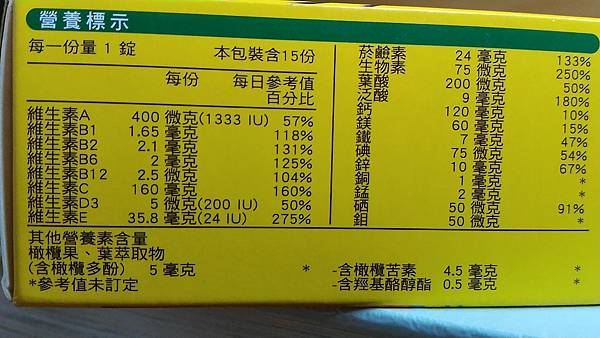 營養標示
每一份量 1 錠 本包裝含15份
每份 每日參考值百分比
維生素A 400 微克(1333 IU) 57%
維生素B1 1.65 毫克 118%
維生素B2 2.1 毫克 131%
維生素B6 2 毫克 125%
維生素B12 2.5 微克 104%
維生素C 160 毫克 160%
維生素D3 5 微克(200 IU) 50%
維生素E 35.8 毫克(24 IU) 275%
菸鹼素 24 毫克 133%
生物素 75 微克 250%
葉酸 200 微克 50%
泛酸 9 毫克 180%
鈣 120 毫克 10%
鎂 60 毫克 15%
鐵 7 毫克 47%
碘 75 微克 54%
鋅 10 毫克 67%
銅 1 毫克 *
錳 2 毫克 *
硒 50 微克 91%
鉬 50 微克 *
其他營養素含量
橄欖果、葉萃取物
(含橄欖多酚) 5 毫克 *
-含橄欖苦素 4.5 毫克 *
-含羥基酪醇酯 0.5 毫克 *
*參考值未訂定